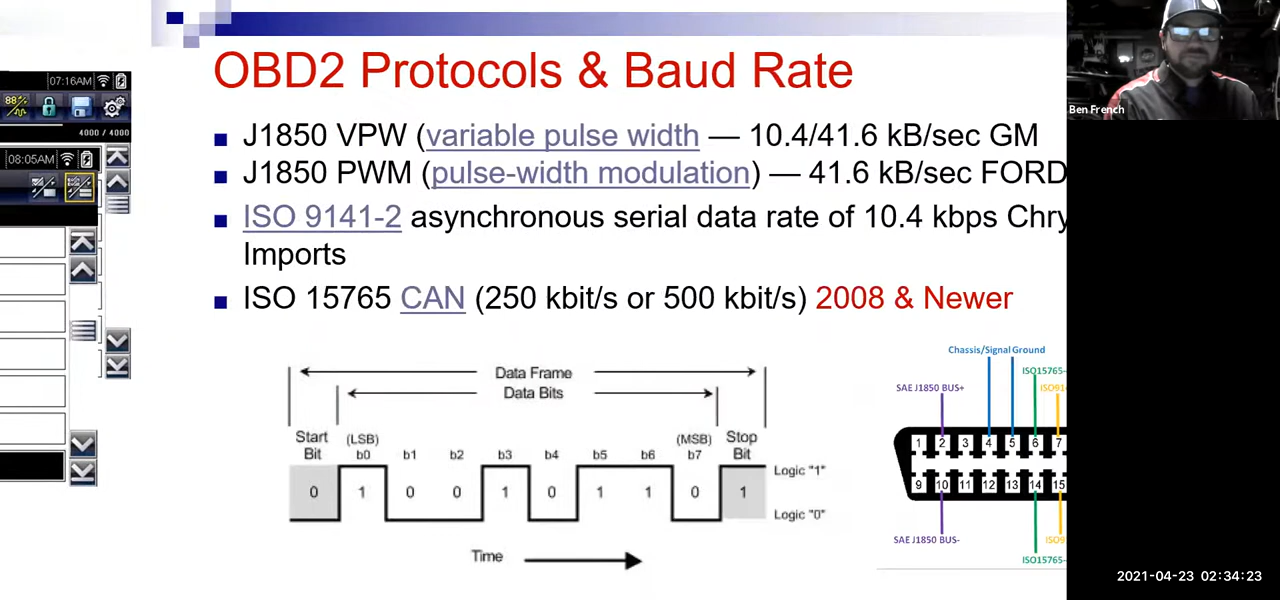 OBD2 Protocols & Baud Rate
Ben French
07:16AM
88%
4000 / 4000
08:05AM
■ J1850 VPW (variable pulse width — 10.4/41.6 kB/sec GM
■ J1850 PWM (pulse-width modulation) — 41.6 kB/sec FORD
■ ISO 9141-2 asynchronous serial data rate of 10.4 kbps Chry
Imports
■ ISO 15765 CAN (250 kbit/s or 500 kbit/s) 2008 & Newer
Data Frame
Data Bits
Start Bit (LSB) b0 b1 b2 b3 b4 b5 b6 (MSB) b7 Stop Bit
Logic "1"
0 1 0 0 1 0 1 1 0 1
Logic "0"
Time
Chassis/Signal Ground
ISO15765-
SAE J1850 BUS+
ISO91
1 2 3 4 5 6 7
9 10 11 12 13 14 15
SAE J1850 BUS-
ISO9
ISO15765-
2021-04-23 02:34:23